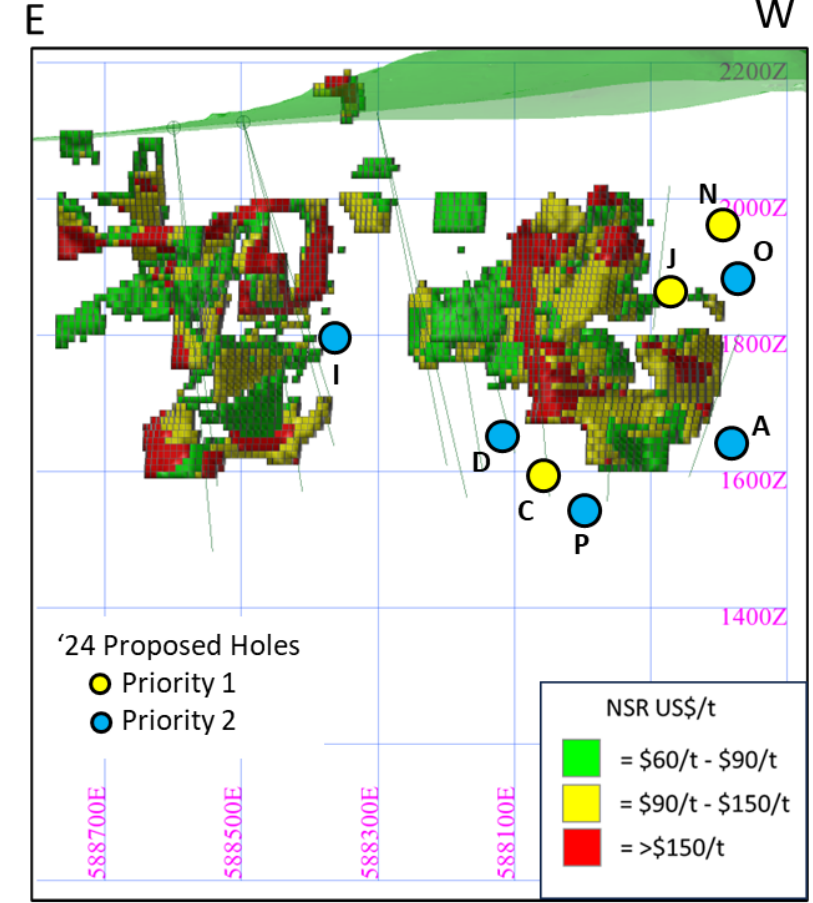 E
W
2200Z
N
2000Z
O
J
1800Z
I
A
D
1600Z
C
P
1400Z
‘24 Proposed Holes
Priority 1
Priority 2
NSR US$/t
= $60/t - $90/t
= $90/t - $150/t
= >$150/t
588700E
588500E
588300E
588100E